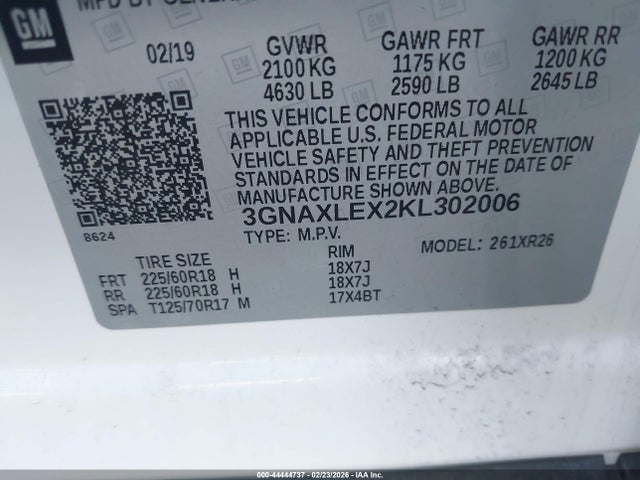 MFD BY GENERAL
GM
02/19
GVWR
2100 KG
4630 LB
GAWR FRT
1175 KG
2590 LB
GAWR RR
1200 KG
2645 LB
THIS VEHICLE CONFORMS TO ALL
APPLICABLE U.S. FEDERAL MOTOR
VEHICLE SAFETY AND THEFT PREVENTION
STANDARDS IN EFFECT ON THE DATE OF
MANUFACTURE SHOWN ABOVE.
3GNAXLEX2KL302006
8624
TYPE: M.P.V.
MODEL: 261XR26
TIRE SIZE RIM
FRT 225/60R18 H 18X7J
RR 225/60R18 H 18X7J
SPA T125/70R17 M 17X4BT
000-44444737 - 02/23/2026 - IAA Inc.